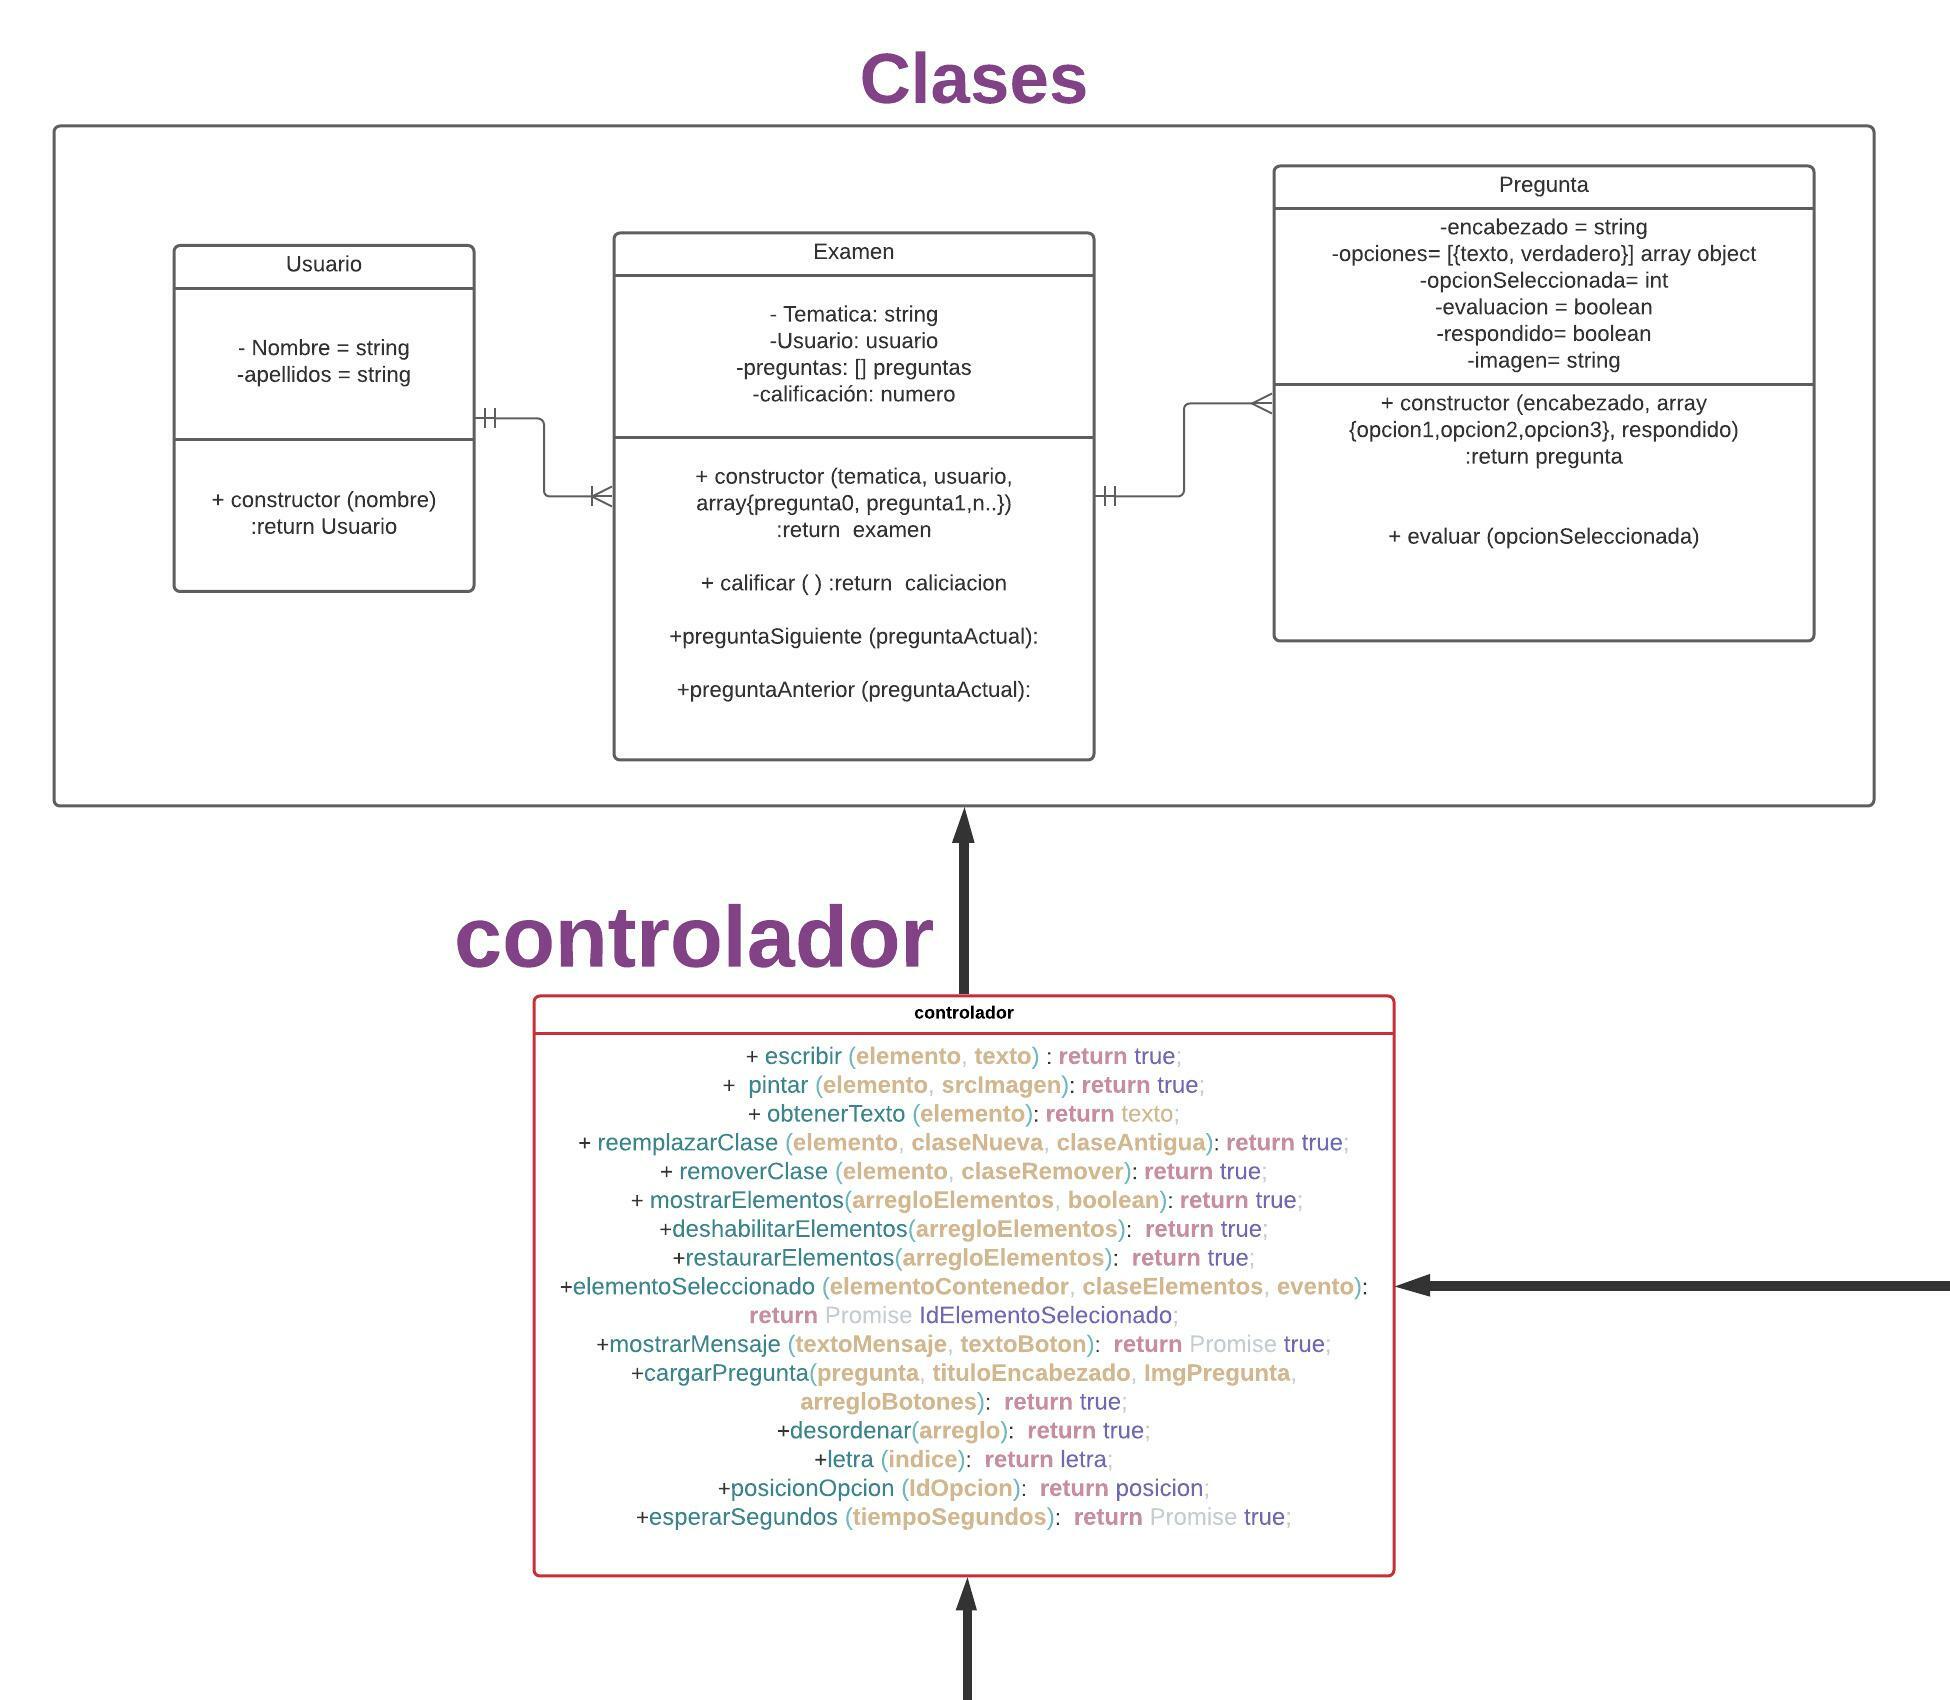 Clases
Usuario
- Nombre = string
-apellidos = string
+ constructor (nombre)
:return Usuario
Examen
- Tematica: string
-Usuario: usuario
-preguntas: [] preguntas
-calificación: numero
+ constructor (tematica, usuario,
array{pregunta0, pregunta1,n..})
:return  examen
+ calificar ( ) :return  caliciacion
+preguntaSiguiente (preguntaActual):
+preguntaAnterior (preguntaActual):
Pregunta
-encabezado = string
-opciones= [{texto, verdadero}] array object
-opcionSeleccionada= int
-evaluacion = boolean
-respondido= boolean
-imagen= string
+ constructor (encabezado, array
{opcion1,opcion2,opcion3}, respondido)
:return pregunta
+ evaluar (opcionSeleccionada)
controlador
controlador
+ escribir (elemento, texto) : return true;
+  pintar (elemento, srcImagen): return true;
+ obtenerTexto (elemento): return texto;
+ reemplazarClase (elemento, claseNueva, claseAntigua): return true;
+ removerClase (elemento, claseRemover): return true;
+ mostrarElementos(arregloElementos, boolean): return true;
+deshabilitarElementos(arregloElementos):  return true;
+restaurarElementos(arregloElementos):  return true;
+elementoSeleccionado (elementoContenedor, claseElementos, evento):
return Promise IdElementoSelecionado;
+mostrarMensaje (textoMensaje, textoBoton):  return Promise true;
+cargarPregunta(pregunta, tituloEncabezado, ImgPregunta,
arregloBotones):  return true;
+desordenar(arreglo):  return true;
+letra (indice):  return letra;
+posicionOpcion (IdOpcion):  return posicion;
+esperarSegundos (tiempoSegundos):  return Promise true;